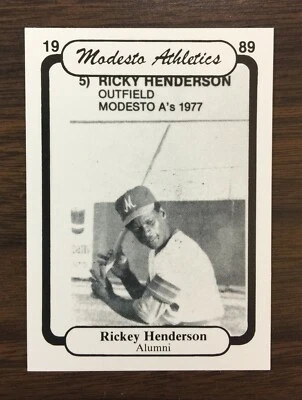 19 Modesto Athletics 89
5) RICKY HENDERSON
OUTFIELD
MODESTO A's 1977
M
Rickey Henderson
Alumni